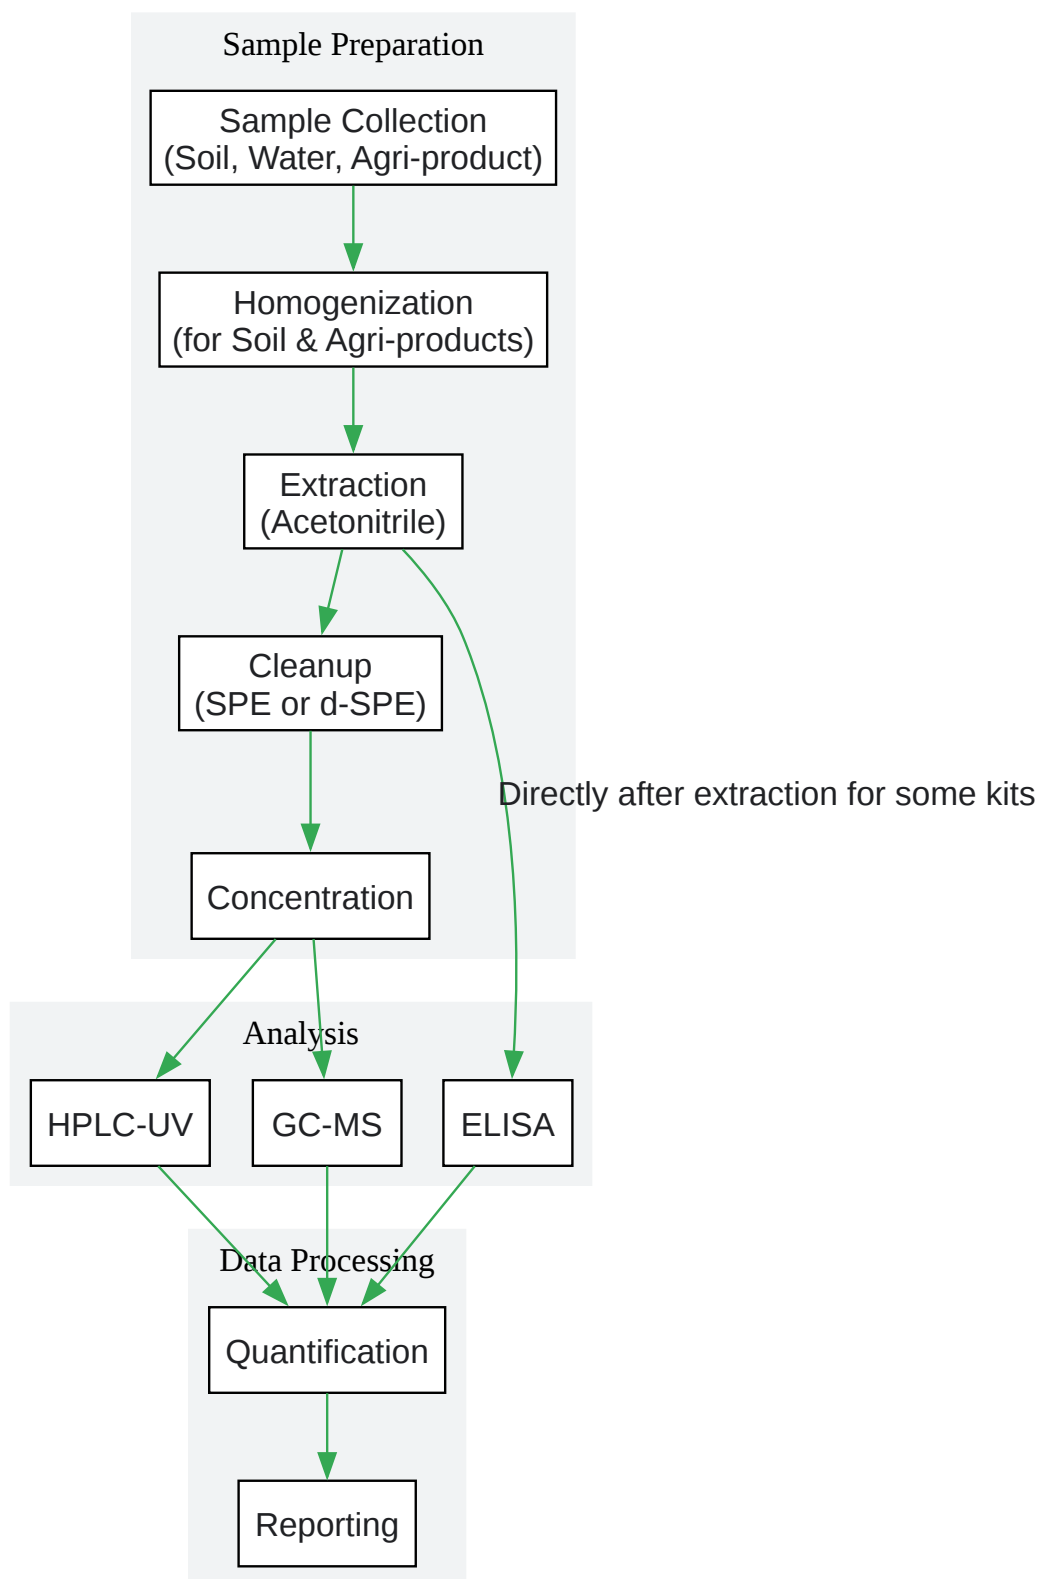 Sample Preparation
Sample Collection
(Soil, Water, Agri-product)
Homogenization
(for Soil & Agri-products)
Extraction
(Acetonitrile)
Cleanup
(SPE or d-SPE)
Directly after extraction for some kits
Concentration
Analysis
HPLC-UV
GC-MS
ELISA
Data Processing
Quantification
Reporting